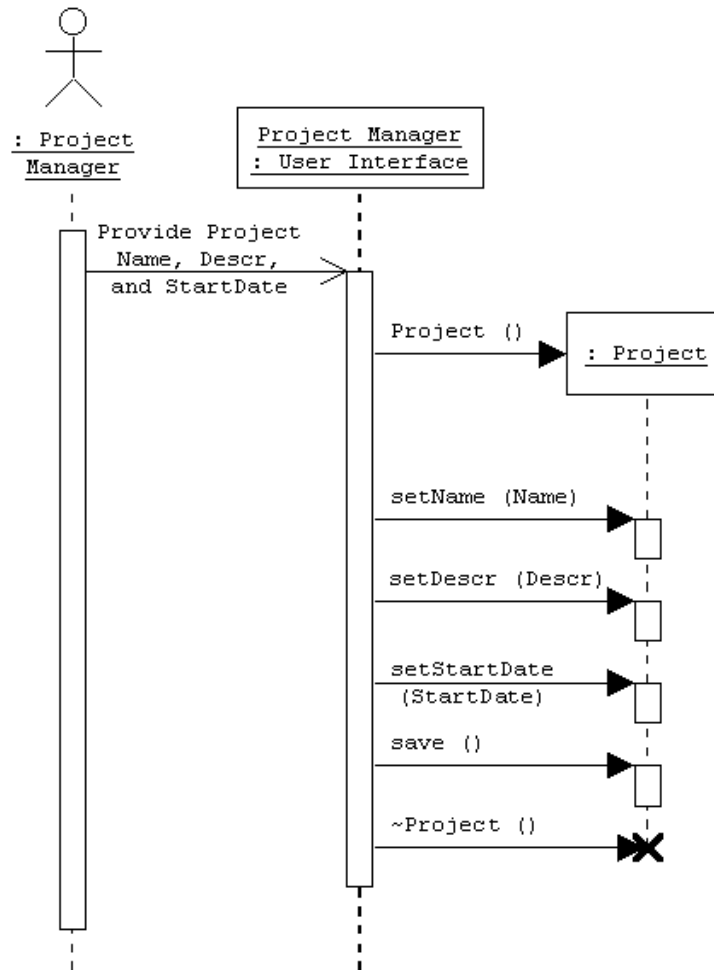 : Project
Manager
Project Manager
: User Interface
Provide Project
Name, Descr,
and StartDate
Project ()
: Project
setName (Name)
setDescr (Descr)
setStartDate
(StartDate)
save ()
~Project ()